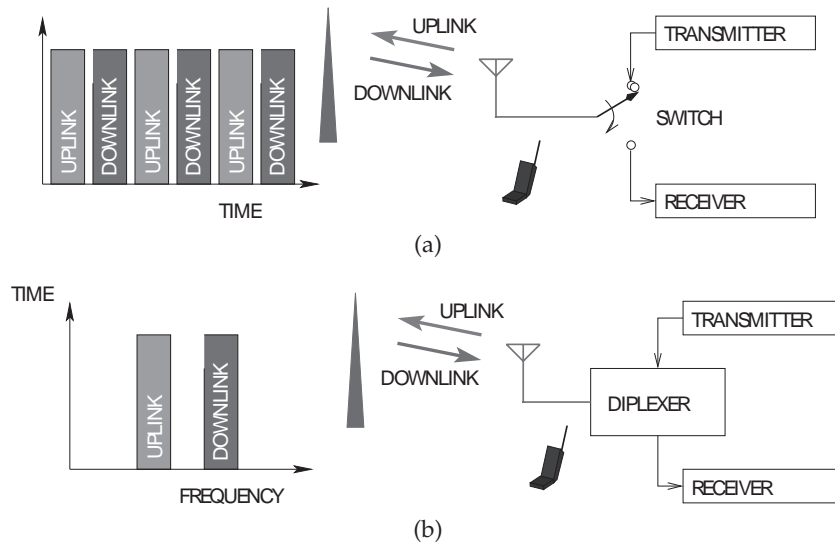 UPLINK
TRANSMITTER
DOWNLINK
UPLINK
DOWNLINK
UPLINK
DOWNLINK
UPLINK
DOWNLINK
SWITCH
TIME
RECEIVER
(a)
TIME
UPLINK
TRANSMITTER
DOWNLINK
UPLINK
DOWNLINK
DIPLEXER
FREQUENCY
RECEIVER
(b)